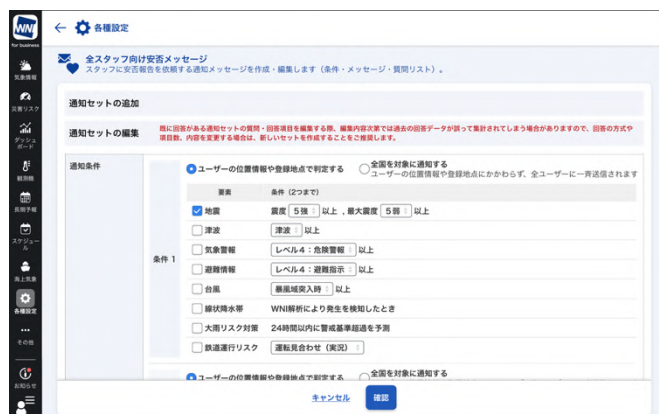 WNI
for business
気象情報
災害リスク
ダッシュ
ボード
観測機
長期予報
スケジュー
ル
海上気象
各種設定
その他
お知らせ
← 各種設定
全スタッフ向け安否メッセージ
スタッフに安否報告を依頼する通知メッセージを作成・編集します（条件・メッセージ・質問リスト）。
通知セットの追加
通知セットの編集
既に回答がある通知セットの質問・回答項目を編集する際、編集内容次第では過去の回答データが誤って集計されてしまう場合がありますので、回答の方式や
項目数、内容を変更する場合は、新しいセットを作成することをご推奨します。
通知条件
ユーザーの位置情報や登録地点で判定する
全国を対象に通知する
ユーザーの位置情報や登録地点にかかわらず、全ユーザーに一斉送信されます
要素 条件（2つまで）
条件 1
地震 震度 5強 以上 , 最大震度 5弱 以上
津波 津波 以上
気象警報 レベル4：危険警報 以上
避難情報 レベル4：避難指示 以上
台風 暴風域突入時 以上
線状降水帯 WNI解析により発生を検知したとき
大雨リスク対策 24時間以内に警戒基準超過を予測
鉄道運行リスク 運転見合わせ（実況）
ユーザーの位置情報や登録地点で判定する
全国を対象に通知する
キャンセル 確認